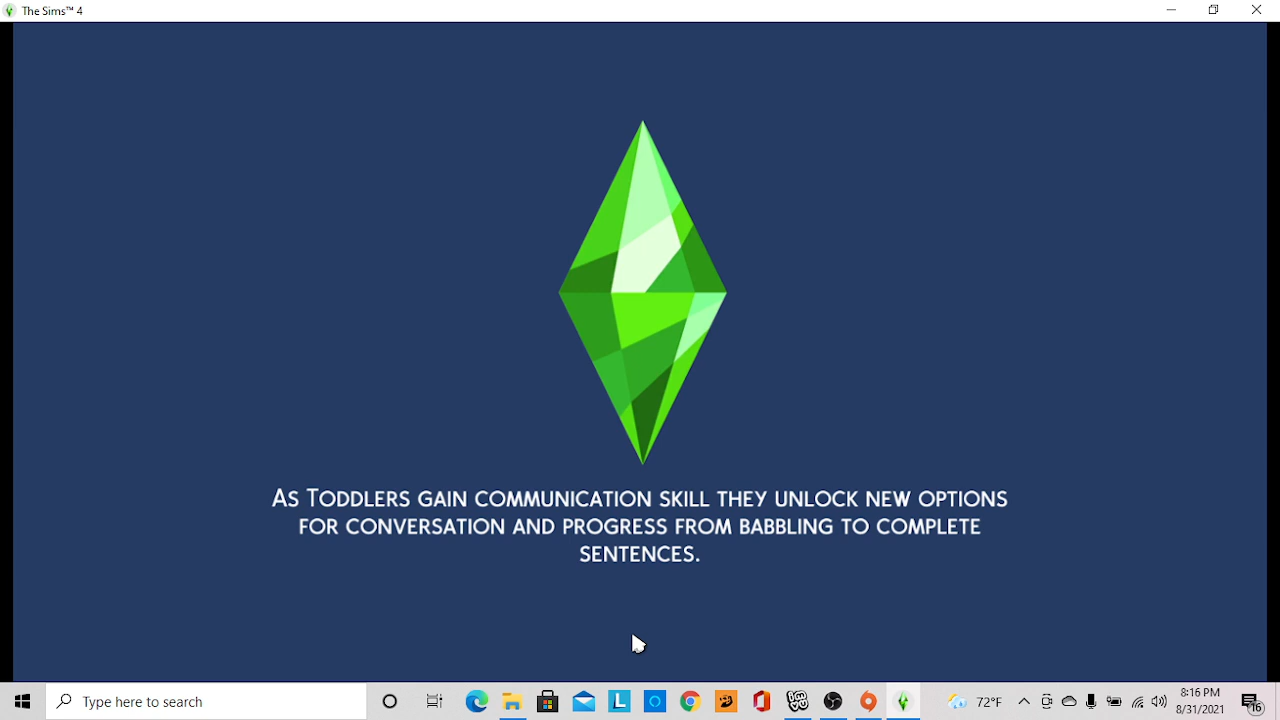 The Sims™ 4
As Toddlers gain communication skill they unlock new options
for conversation and progress from babbling to complete
sentences.
Type here to search
72°F
8:16 PM
8/31/2021
16